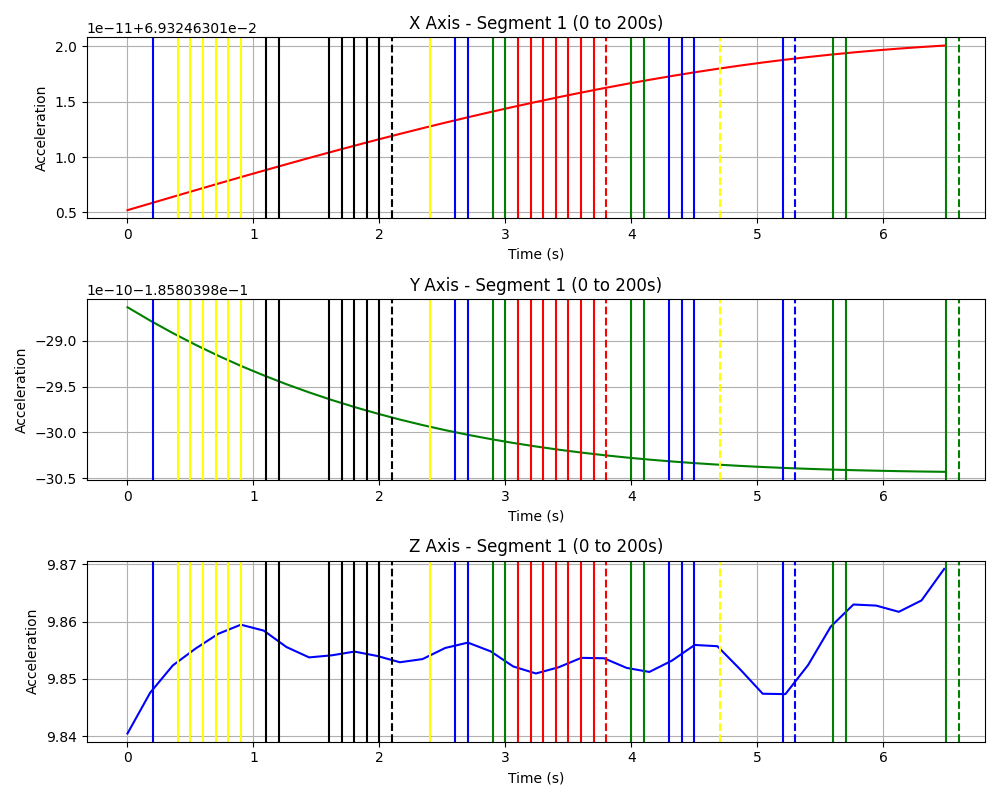 X Axis - Segment 1 (0 to 200s)
1e−11+6.93246301e−2
2.0
1.5
1.0
0.5
Acceleration
0 1 2 3 4 5 6
Time (s)
Y Axis - Segment 1 (0 to 200s)
1e−10−1.8580398e−1
−29.0
−29.5
−30.0
−30.5
Acceleration
0 1 2 3 4 5 6
Time (s)
Z Axis - Segment 1 (0 to 200s)
9.87
9.86
9.85
9.84
Acceleration
0 1 2 3 4 5 6
Time (s)